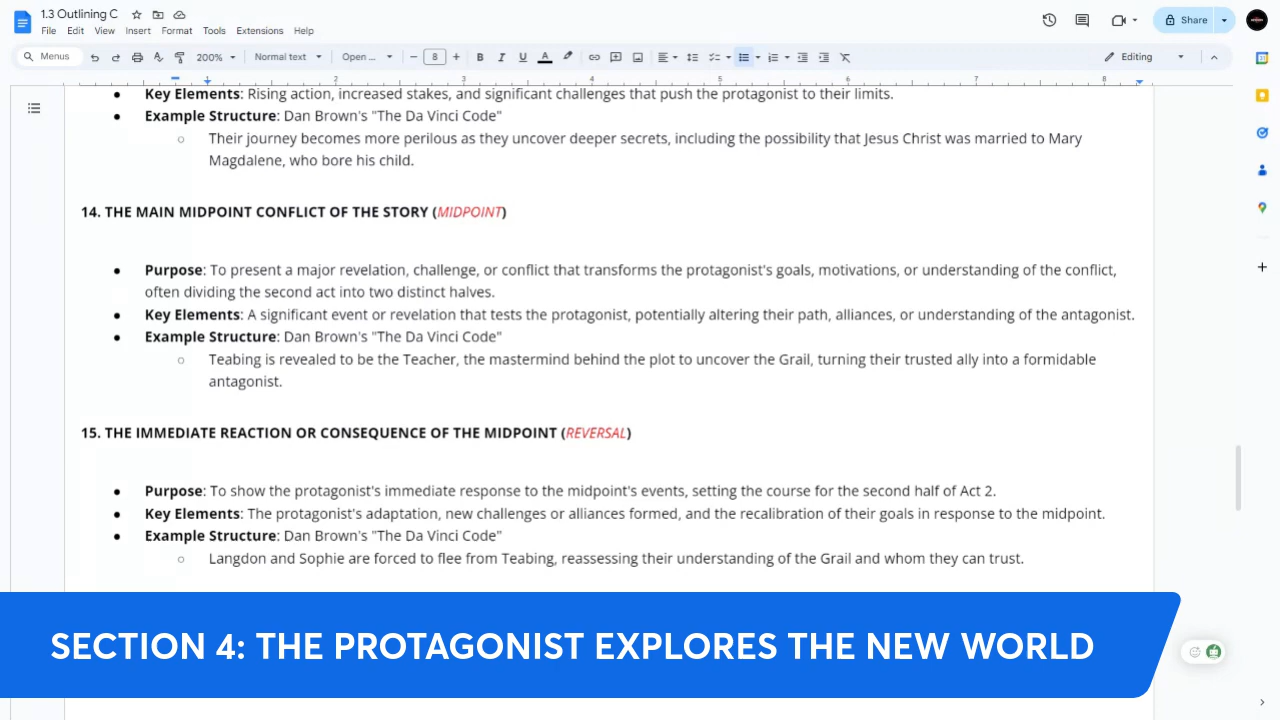 1.3 Outlining C
File Edit View Insert Format Tools Extensions Help
Share
Menus 200% Normal text Open ... 8 B I U A Editing
1 2 3 4 5 6 7 8
Key Elements: Rising action, increased stakes, and significant challenges that push the protagonist to their limits.
Example Structure: Dan Brown's "The Da Vinci Code"
Their journey becomes more perilous as they uncover deeper secrets, including the possibility that Jesus Christ was married to Mary
Magdalene, who bore his child.
14. THE MAIN MIDPOINT CONFLICT OF THE STORY (MIDPOINT)
Purpose: To present a major revelation, challenge, or conflict that transforms the protagonist's goals, motivations, or understanding of the conflict,
often dividing the second act into two distinct halves.
Key Elements: A significant event or revelation that tests the protagonist, potentially altering their path, alliances, or understanding of the antagonist.
Example Structure: Dan Brown's "The Da Vinci Code"
Teabing is revealed to be the Teacher, the mastermind behind the plot to uncover the Grail, turning their trusted ally into a formidable
antagonist.
15. THE IMMEDIATE REACTION OR CONSEQUENCE OF THE MIDPOINT (REVERSAL)
Purpose: To show the protagonist's immediate response to the midpoint's events, setting the course for the second half of Act 2.
Key Elements: The protagonist's adaptation, new challenges or alliances formed, and the recalibration of their goals in response to the midpoint.
Example Structure: Dan Brown's "The Da Vinci Code"
Langdon and Sophie are forced to flee from Teabing, reassessing their understanding of the Grail and whom they can trust.
SECTION 4: THE PROTAGONIST EXPLORES THE NEW WORLD